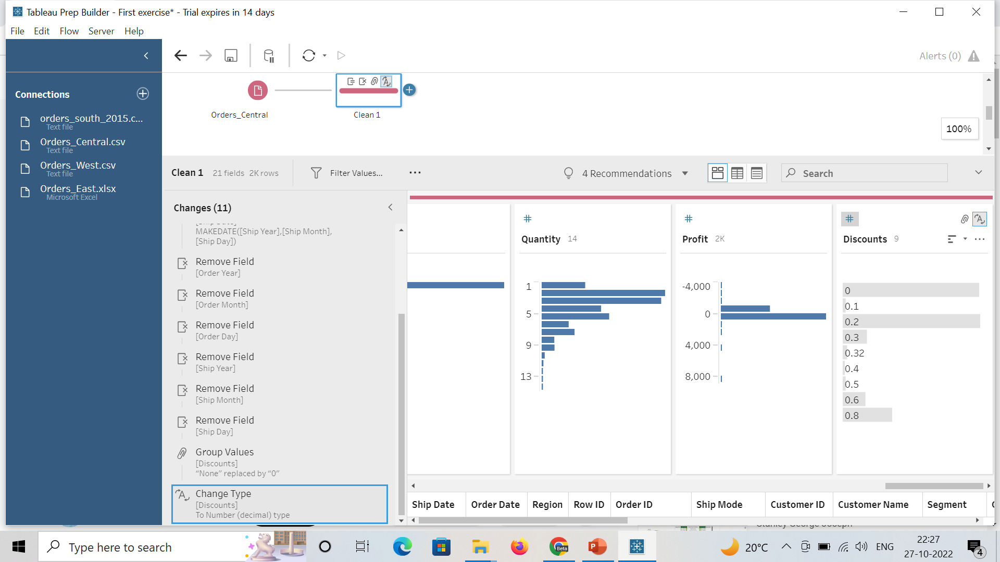 Tableau Prep Builder - First exercise* - Trial expires in 14 days
File Edit Flow Server Help
Alerts (0)
Connections
orders_south_2015.c...
Text file
Orders_Central.csv
Text file
Orders_West.csv
Text file
Orders_East.xlsx
Microsoft Excel
Orders_Central
Clean 1
100%
Clean 1 21 fields 2K rows
Filter Values...
4 Recommendations
Search
Changes (11)
[Ship Date]
MAKEDATE([Ship Year],[Ship Month],
[Ship Day])
Remove Field
[Order Year]
Remove Field
[Order Month]
Remove Field
[Order Day]
Remove Field
[Ship Year]
Remove Field
[Ship Month]
Remove Field
[Ship Day]
Group Values
[Discounts]
“None” replaced by “0”
Change Type
[Discounts]
To Number (decimal) type
Quantity 14
1
5
9
13
Profit 2K
-4,000
0
4,000
8,000
Discounts 9
0
0.1
0.2
0.3
0.32
0.4
0.5
0.6
0.8
Ship Date Order Date Region Row ID Order ID Ship Mode Customer ID Customer Name Segment
Stanley George Joseph
Type here to search
Beta
20°C
ENG
22:27
27-10-2022
4